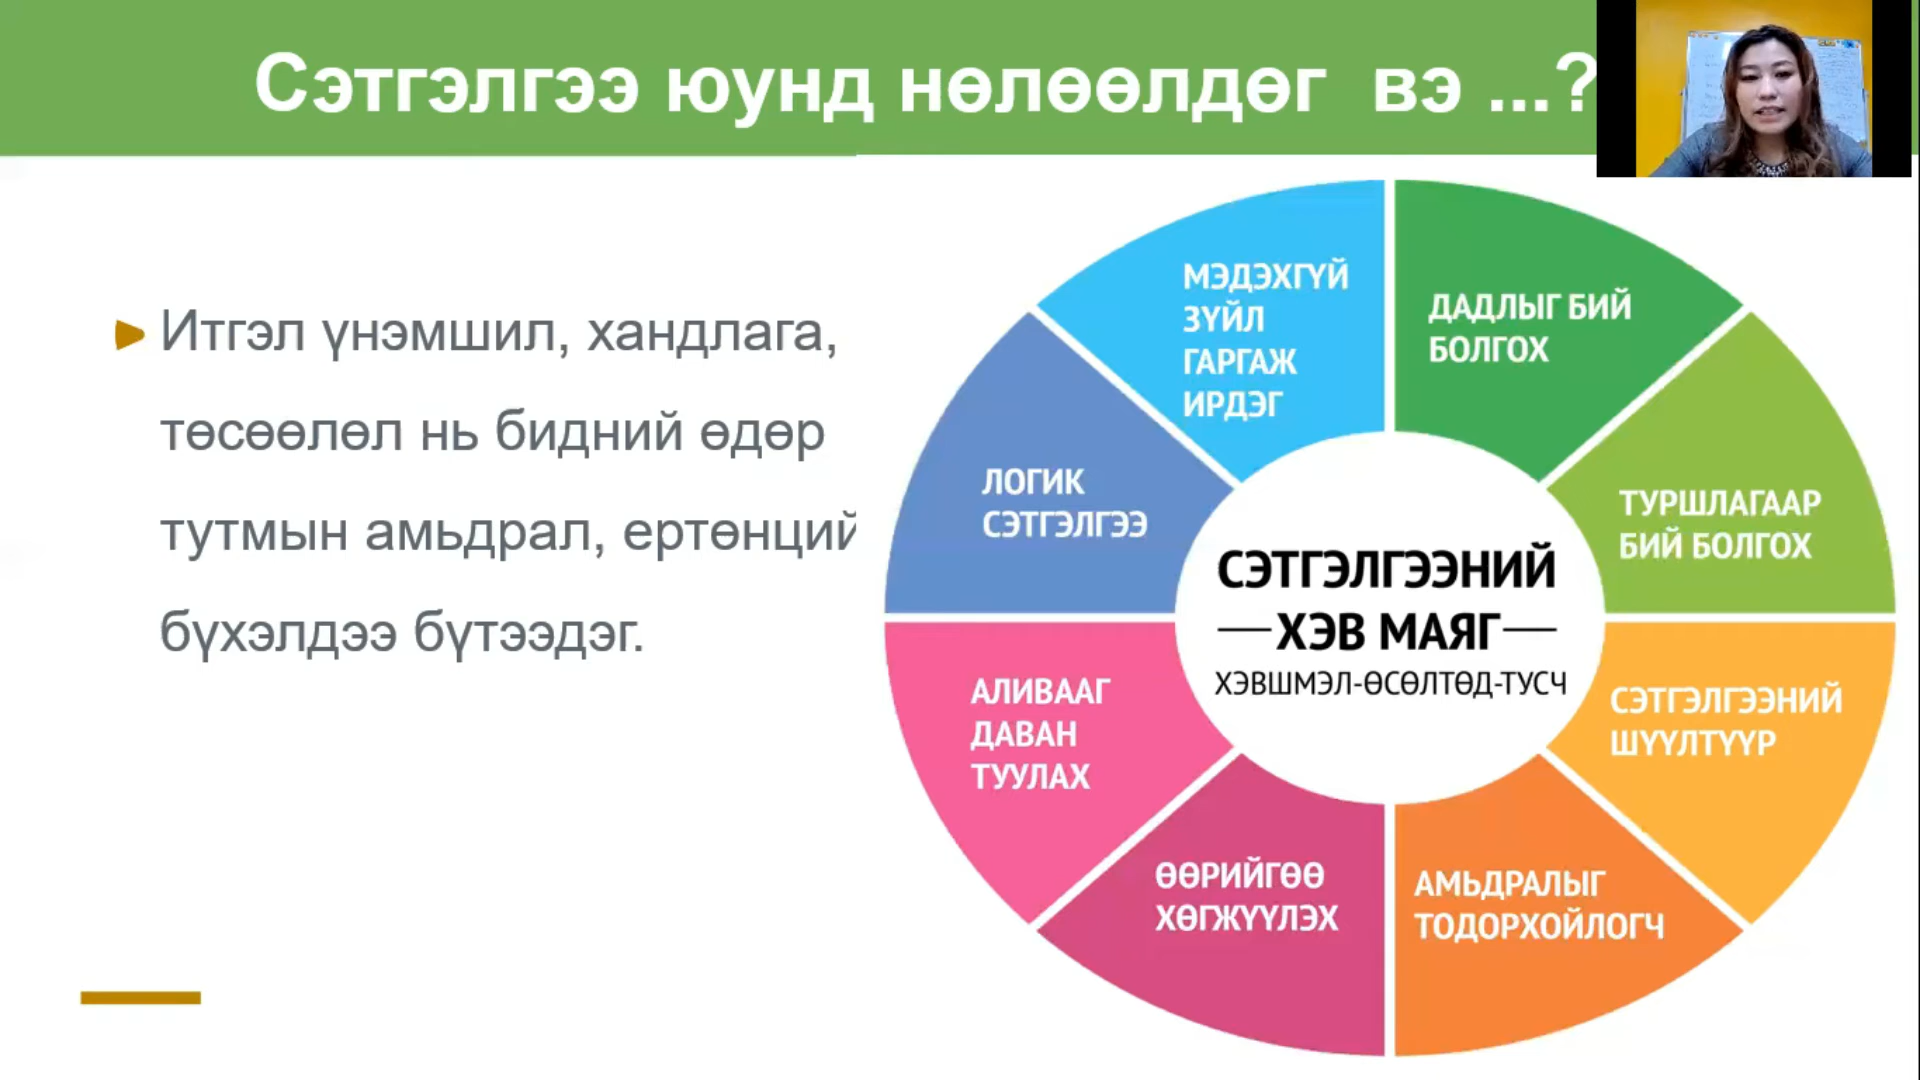 Сэтгэлгээ юунд нөлөөлдөг вэ ...?
Итгэл үнэмшил, хандлага,
төсөөлөл нь бидний өдөр
тутмын амьдрал, ертөнций
бүхэлдээ бүтээдэг.
МЭДЭХГҮЙ
ЗҮЙЛ
ГАРГАЖ
ИРДЭГ
ДАДЛЫГ БИЙ
БОЛГОХ
ТУРШЛАГААР
БИЙ БОЛГОХ
СЭТГЭЛГЭЭНИЙ
ШҮҮЛТҮҮР
АМЬДРАЛЫГ
ТОДОРХОЙЛОГЧ
ӨӨРИЙГӨӨ
ХӨГЖҮҮЛЭХ
АЛИВААГ
ДАВАН
ТУУЛАХ
ЛОГИК
СЭТГЭЛГЭЭ
СЭТГЭЛГЭЭНИЙ
—ХЭВ МАЯГ—
ХЭВШМЭЛ-ӨСӨЛТӨД-ТУСЧ